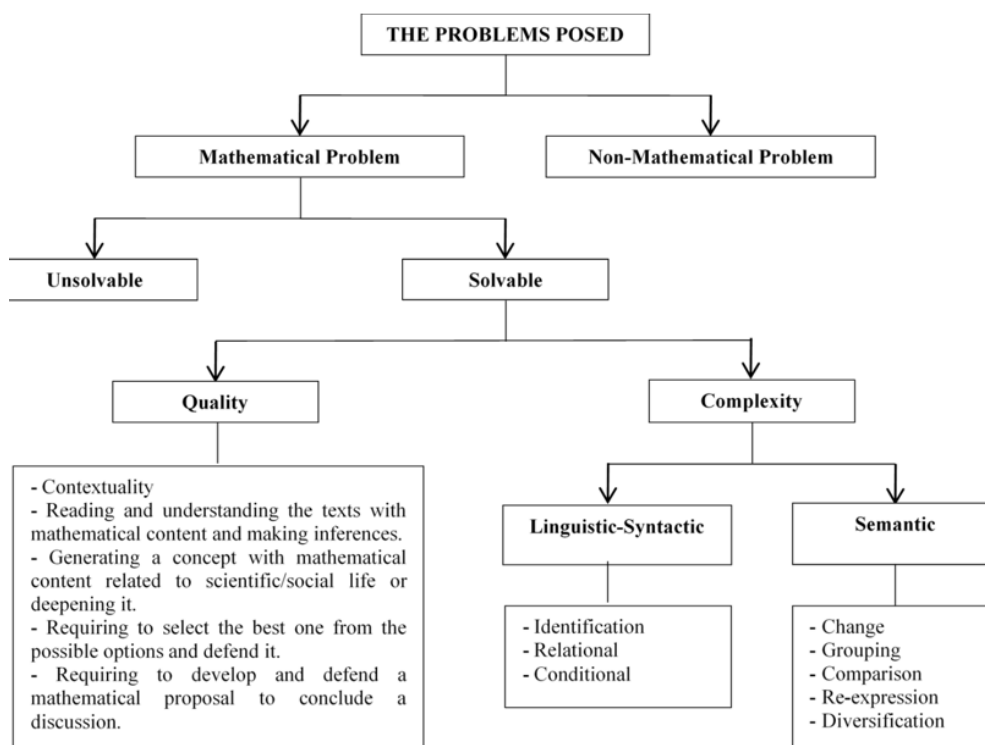 THE PROBLEMS POSED
Mathematical Problem
Non-Mathematical Problem
Unsolvable
Solvable
Quality
Complexity
- Contextuality
- Reading and understanding the texts with
mathematical content and making inferences.
- Generating a concept with mathematical
content related to scientific/social life or
deepening it.
- Requiring to select the best one from the
possible options and defend it.
- Requiring to develop and defend a
mathematical proposal to conclude a
discussion.
Linguistic-Syntactic
Semantic
- Identification
- Relational
- Conditional
- Change
- Grouping
- Comparison
- Re-expression
- Diversification